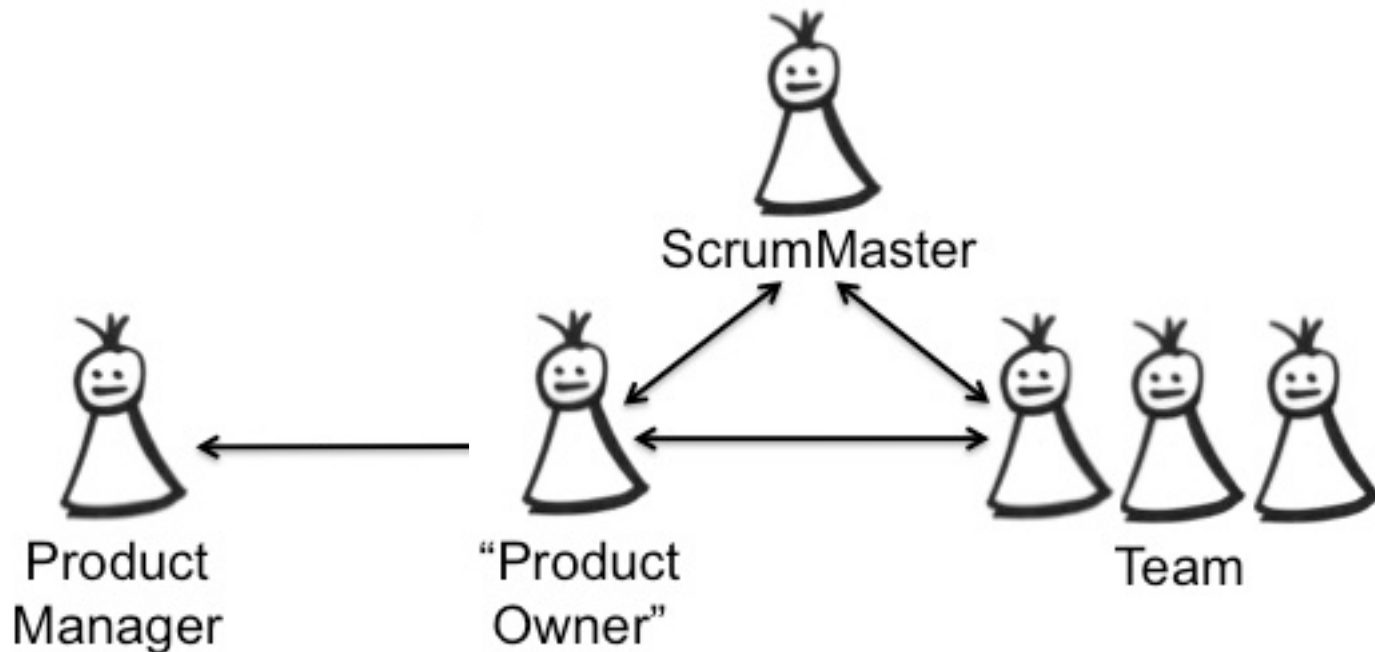 ScrumMaster
Product
Manager
“Product
Owner”
Team